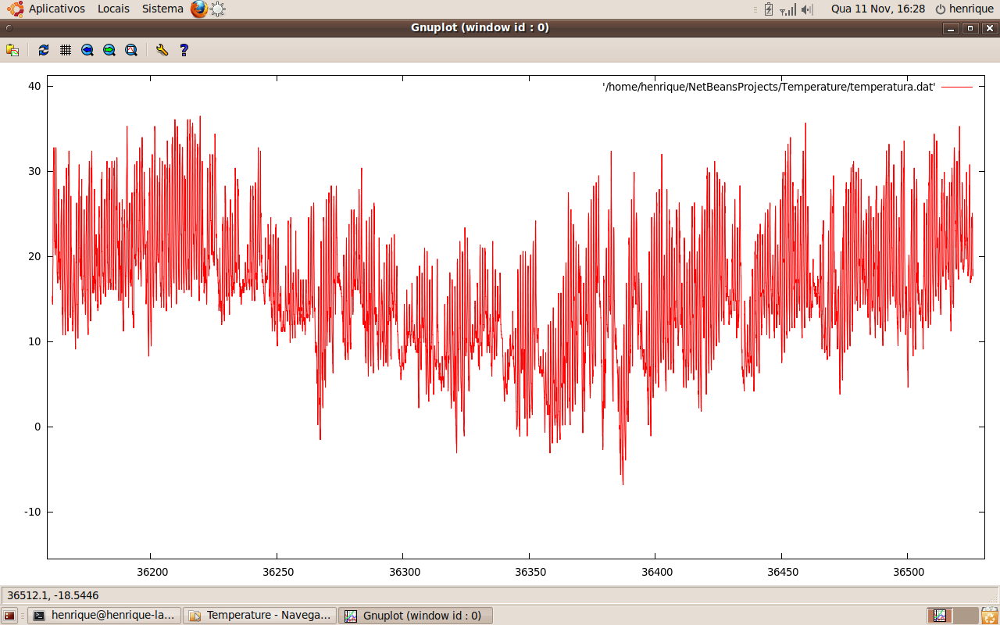 Aplicativos Locais Sistema Qua 11 Nov, 16:28 henrique
Gnuplot (window id : 0)
?
'/home/henrique/NetBeansProjects/Temperature/temperatura.dat'
40
30
20
10
0
-10
36200 36250 36300 36350 36400 36450 36500
36512.1, -18.5446
henrique@henrique-la... Temperature - Navega... Gnuplot (window id : 0)